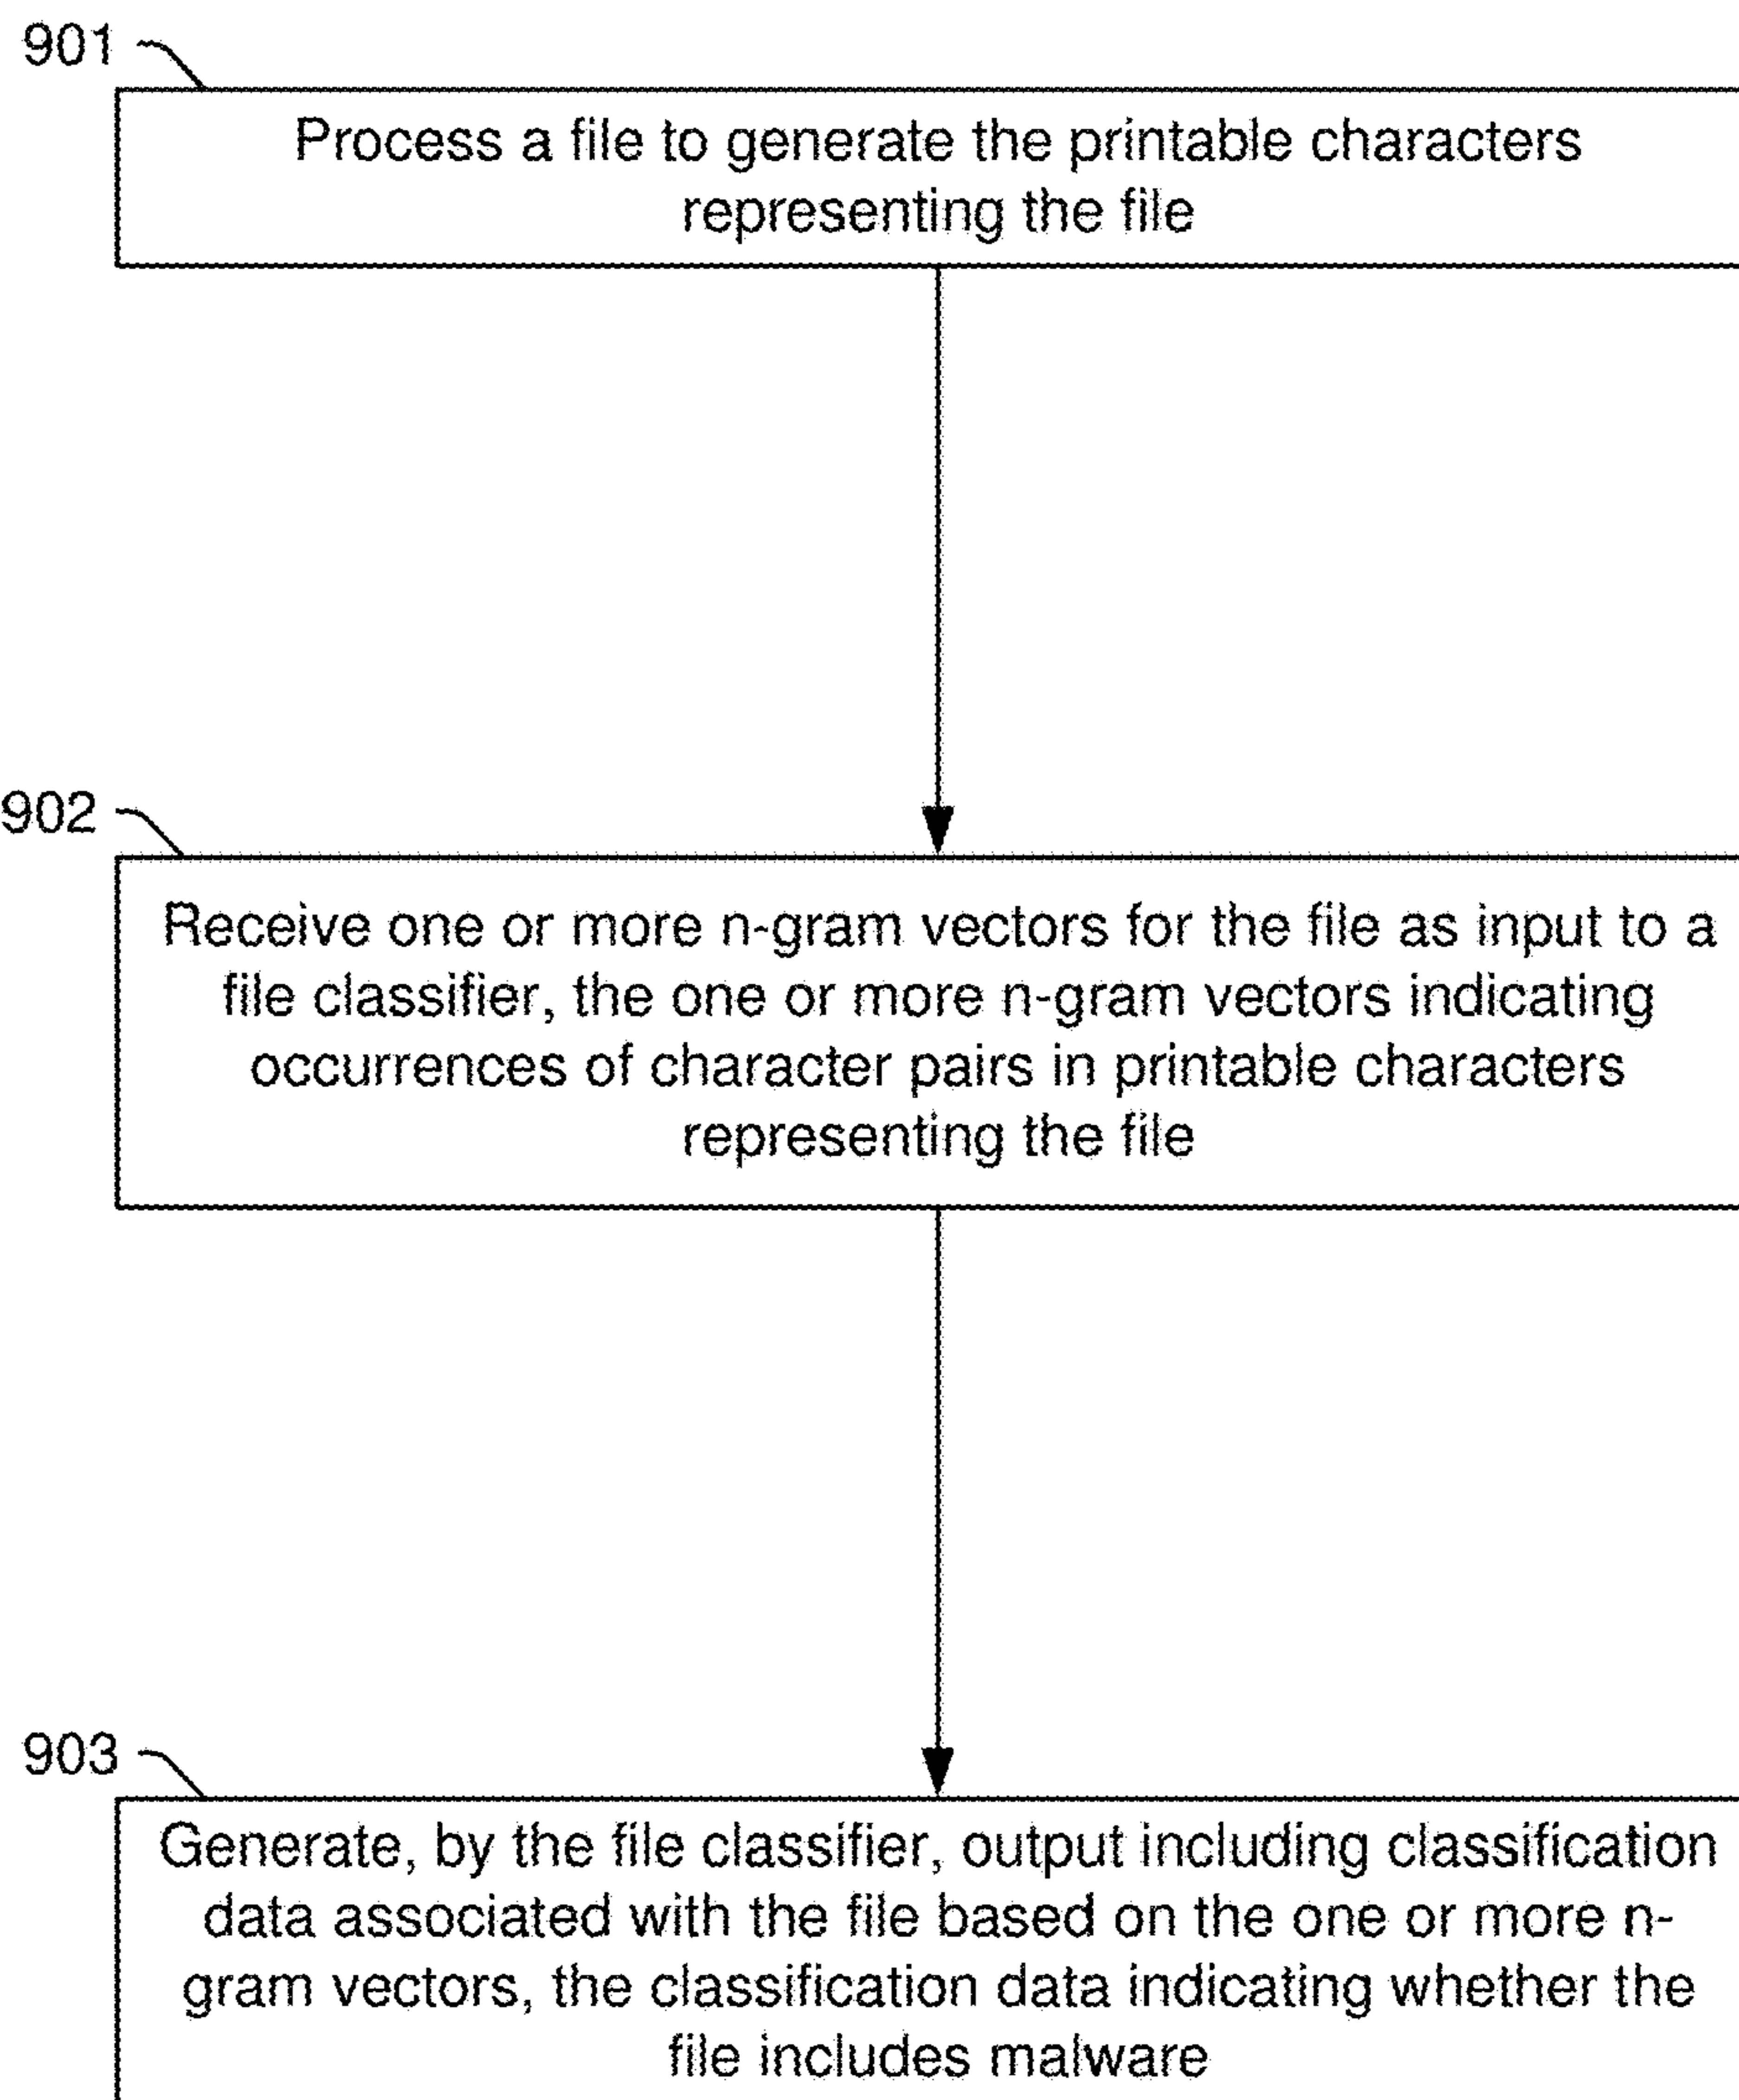 901
Process a file to generate the printable characters
representing the file
902
Receive one or more n-gram vectors for the file as input to a
file classifier, the one or more n-gram vectors indicating
occurrences of character pairs in printable characters
representing the file
903
Generate, by the file classifier, output including classification
data associated with the file based on the one or more n-
gram vectors, the classification data indicating whether the
file includes malware